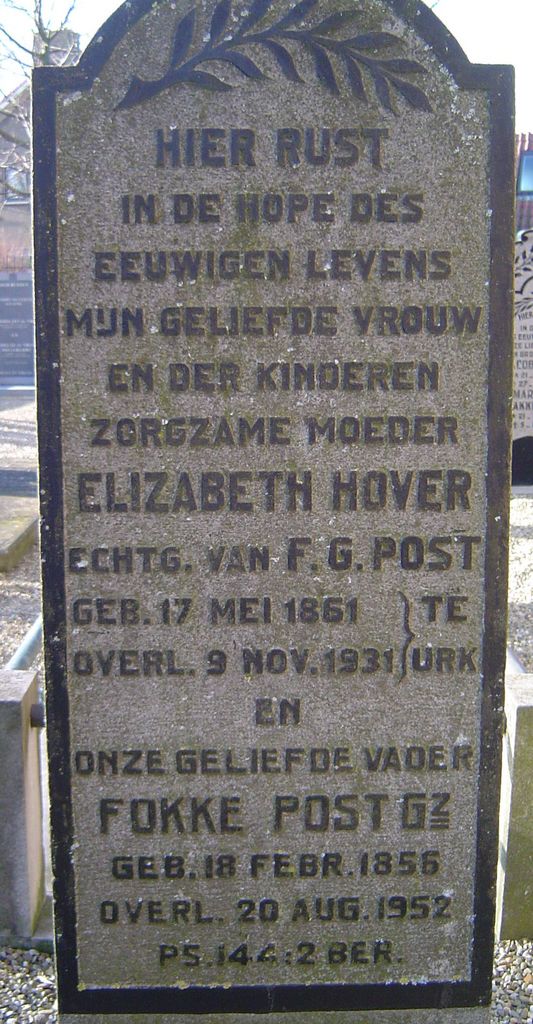 HIER RUST
IN DE HOPE DES
EEUWIGEN LEVENS
MIJN GELIEFDE VROUW
EN DER KINDEREN
ZORGZAME MOEDER
ELIZABETH HOVER
ECHTG. VAN F.G. POST
GEB. 17 MEI 1861 } TE
OVERL. 9 NOV. 1931 } URK
EN
ONZE GELIEFDE VADER
FOKKE POST GZ
GEB. 18 FEBR. 1856
OVERL. 20 AUG. 1952
PS. 144:2 BER.